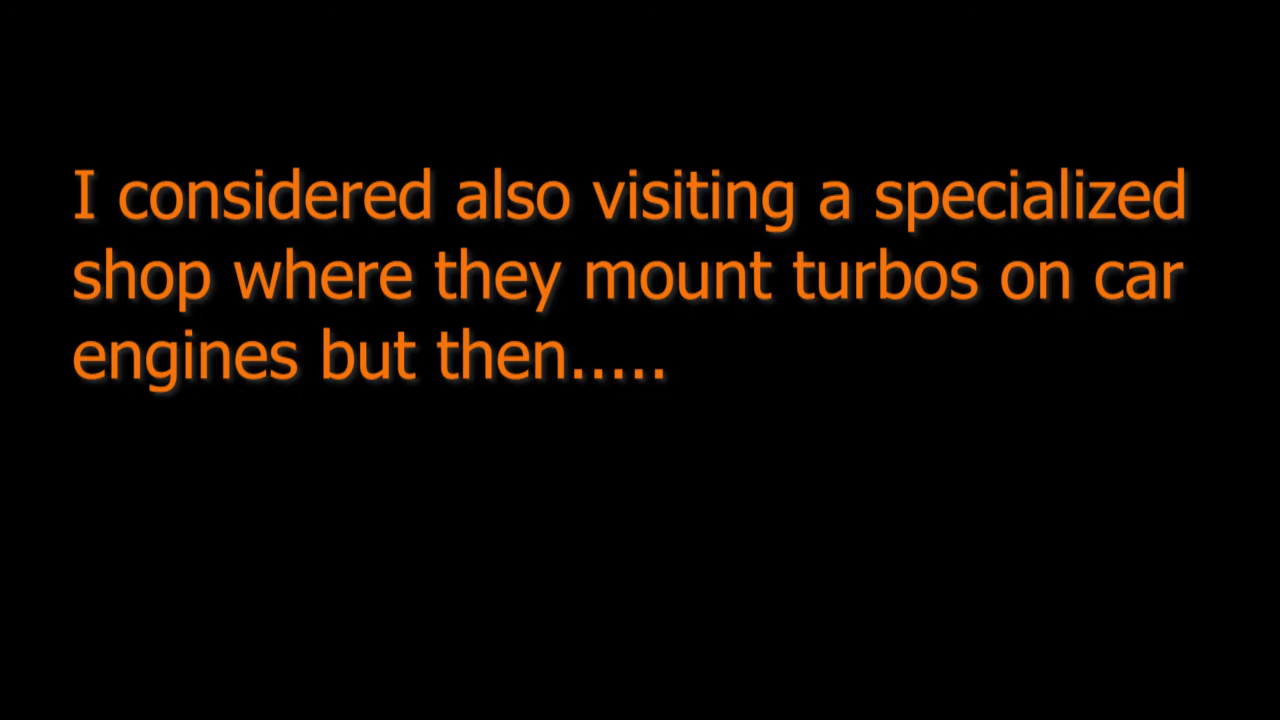 I considered also visiting a specialized
shop where they mount turbos on car
engines but then.....